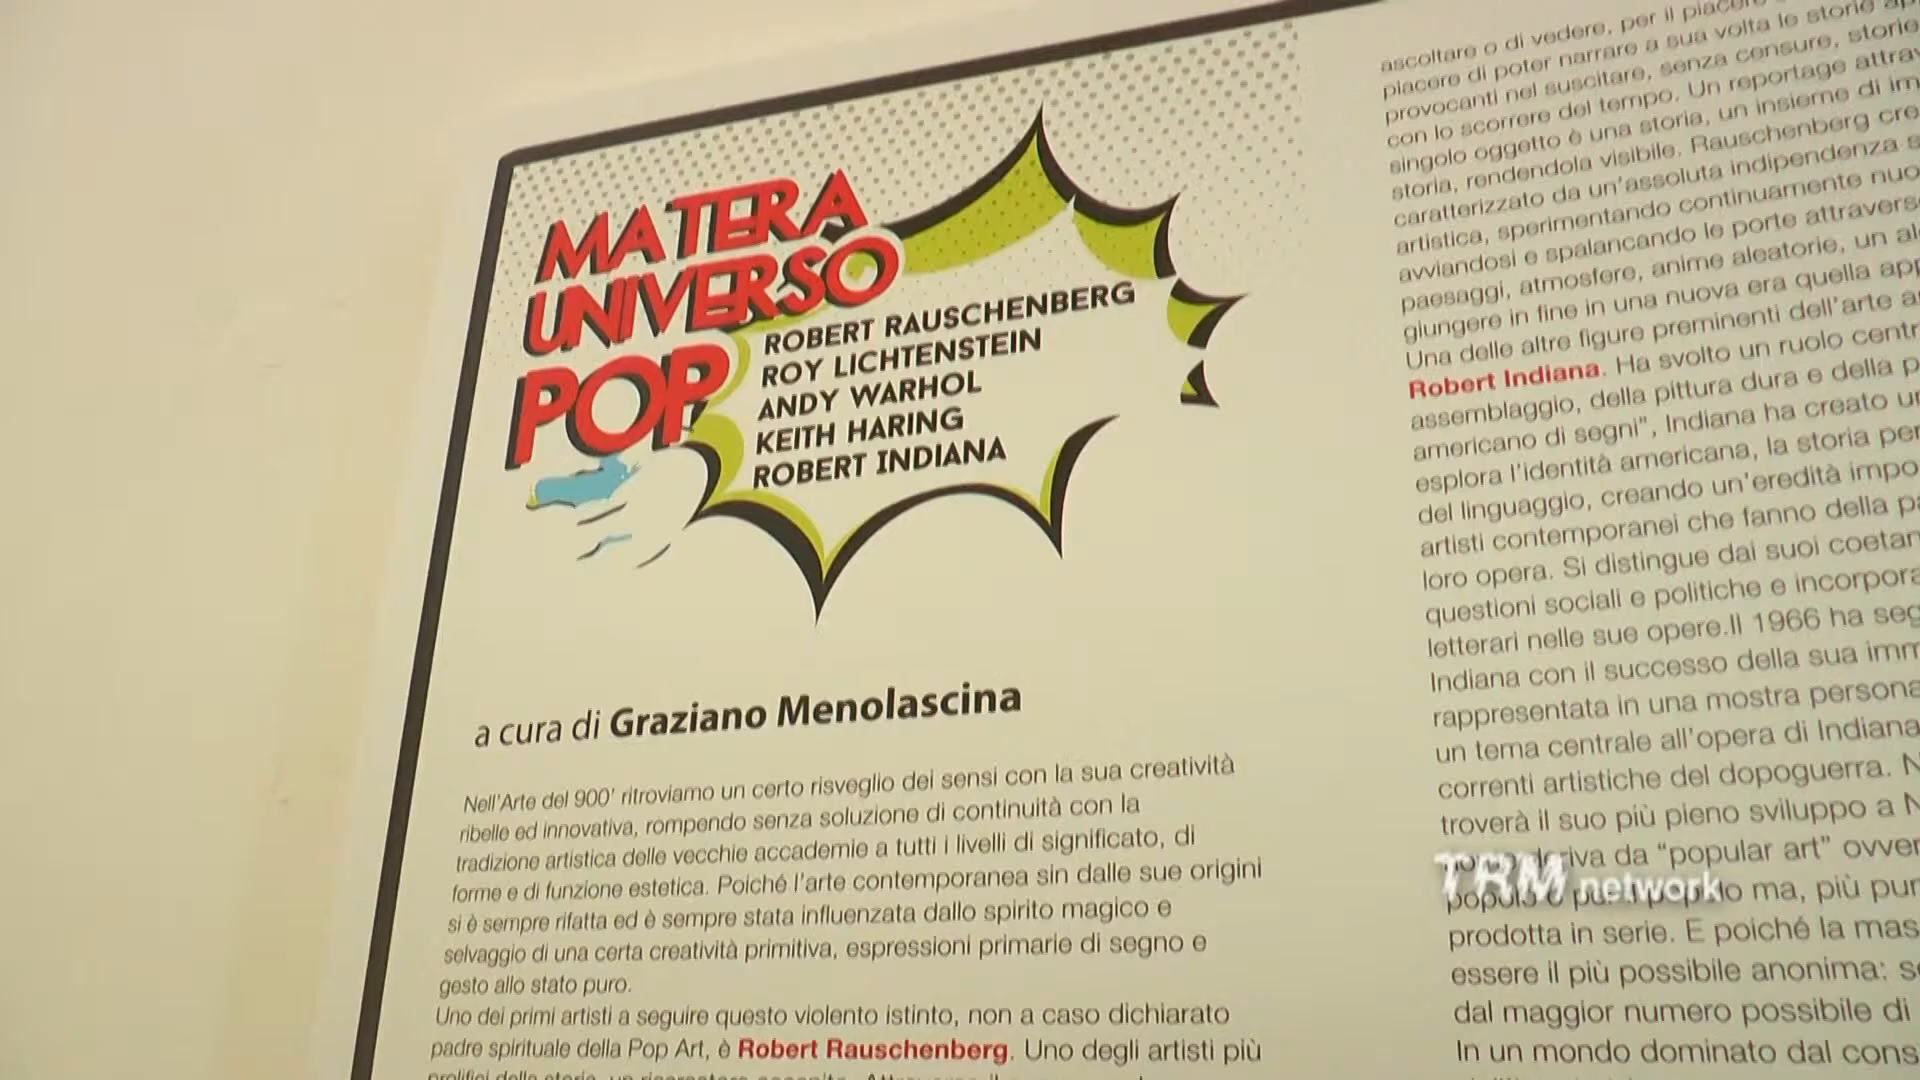 MATERA
UNIVERSO
POP
ROBERT RAUSCHENBERG
ROY LICHTENSTEIN
ANDY WARHOL
KEITH HARING
ROBERT INDIANA
a cura di Graziano Menolascina
Nell'Arte del 900' ritroviamo un certo risveglio dei sensi con la sua creatività
ribelle ed innovativa, rompendo senza soluzione di continuità con la
tradizione artistica delle vecchie accademie a tutti i livelli di significato, di
forme e di funzione estetica. Poiché l'arte contemporanea sin dalle sue origini
si è sempre rifatta ed è sempre stata influenzata dallo spirito magico e
selvaggio di una certa creatività primitiva, espressioni primarie di segno e
gesto allo stato puro.
Uno dei primi artisti a seguire questo violento istinto, non a caso dichiarato
padre spirituale della Pop Art, è Robert Rauschenberg. Uno degli artisti più
ascoltare o di vedere, per il piacere
piacere di poter narrare a sua volta le storie
provocanti nel suscitare, senza censure, storie
con lo scorrere del tempo. Un reportage
singolo oggetto è una storia, un insieme di
storia, rendendola visibile. Rauschenberg
caratterizzato da un'assoluta indipendenza
artistica, sperimentando continuamente
avviandosi e spalancando le porte
paesaggi, atmosfere, anime aleatorie, un
giungere in fine in una nuova era quella
Una delle altre figure preminenti dell'arte
Robert Indiana. Ha svolto un ruolo
assemblaggio, della pittura dura e della
americano di segni", Indiana ha creato
esplora l'identità americana, la storia
del linguaggio, creando un'eredità
artisti contemporanei che fanno della
loro opera. Si distingue dai suoi
questioni sociali e politiche e
letterari nelle sue opere.Il 1966 ha
Indiana con il successo della sua
rappresentata in una mostra
un tema centrale all'opera di Indiana
correnti artistiche del dopoguerra.
troverà il suo più pieno sviluppo a
da "popular art"
ma, più
prodotta in serie. E poiché la
essere il più possibile anonima:
dal maggior numero possibile di
In un mondo dominato dal
TRM network